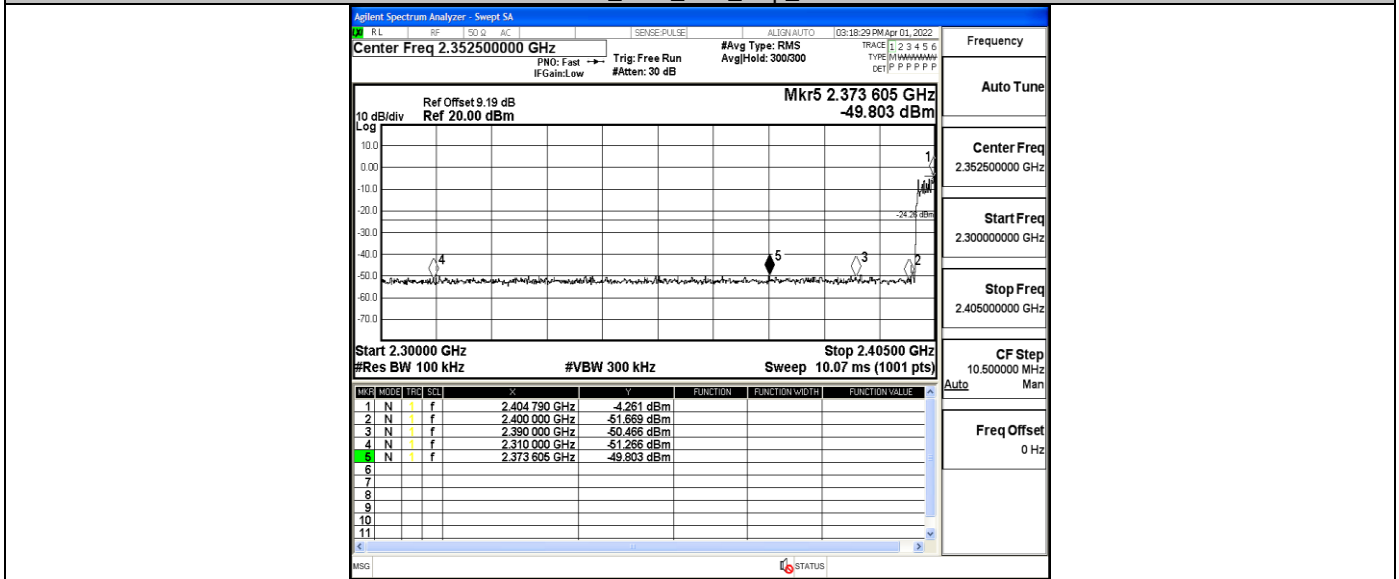 Agilent Spectrum Analyzer - Swept SA
RL RF 50 Ω AC SENSE:PULSE ALIGN AUTO 03:18:29 PM Apr 01, 2022
Center Freq 2.352500000 GHz
PNO: Fast
IFGain:Low
Trig: Free Run
#Atten: 30 dB
#Avg Type: RMS
Avg|Hold: 300/300
TRACE 1 2 3 4 5 6
TYPE MWWWWW
DET P P P P P P
Mkr5 2.373 605 GHz
-49.803 dBm
Ref Offset 9.19 dB
10 dB/div Ref 20.00 dBm
Log
10.0
0.00
-10.0
-20.0
-30.0
-40.0
-50.0
-60.0
-70.0
1
-24.26 dBm
4
5
3
2
Start 2.30000 GHz Stop 2.40500 GHz
#Res BW 100 kHz #VBW 300 kHz Sweep 10.07 ms (1001 pts)
MKR MODE TRC SCL X Y FUNCTION FUNCTION WIDTH FUNCTION VALUE
1 N 1 f 2.404 790 GHz -4.261 dBm
2 N 1 f 2.400 000 GHz -51.669 dBm
3 N 1 f 2.390 000 GHz -50.466 dBm
4 N 1 f 2.310 000 GHz -51.266 dBm
5 N 1 f 2.373 605 GHz -49.803 dBm
6
7
8
9
10
11
MSG STATUS
Frequency
Auto Tune
Center Freq
2.352500000 GHz
Start Freq
2.300000000 GHz
Stop Freq
2.405000000 GHz
CF Step
10.500000 MHz
Auto Man
Freq Offset
0 Hz